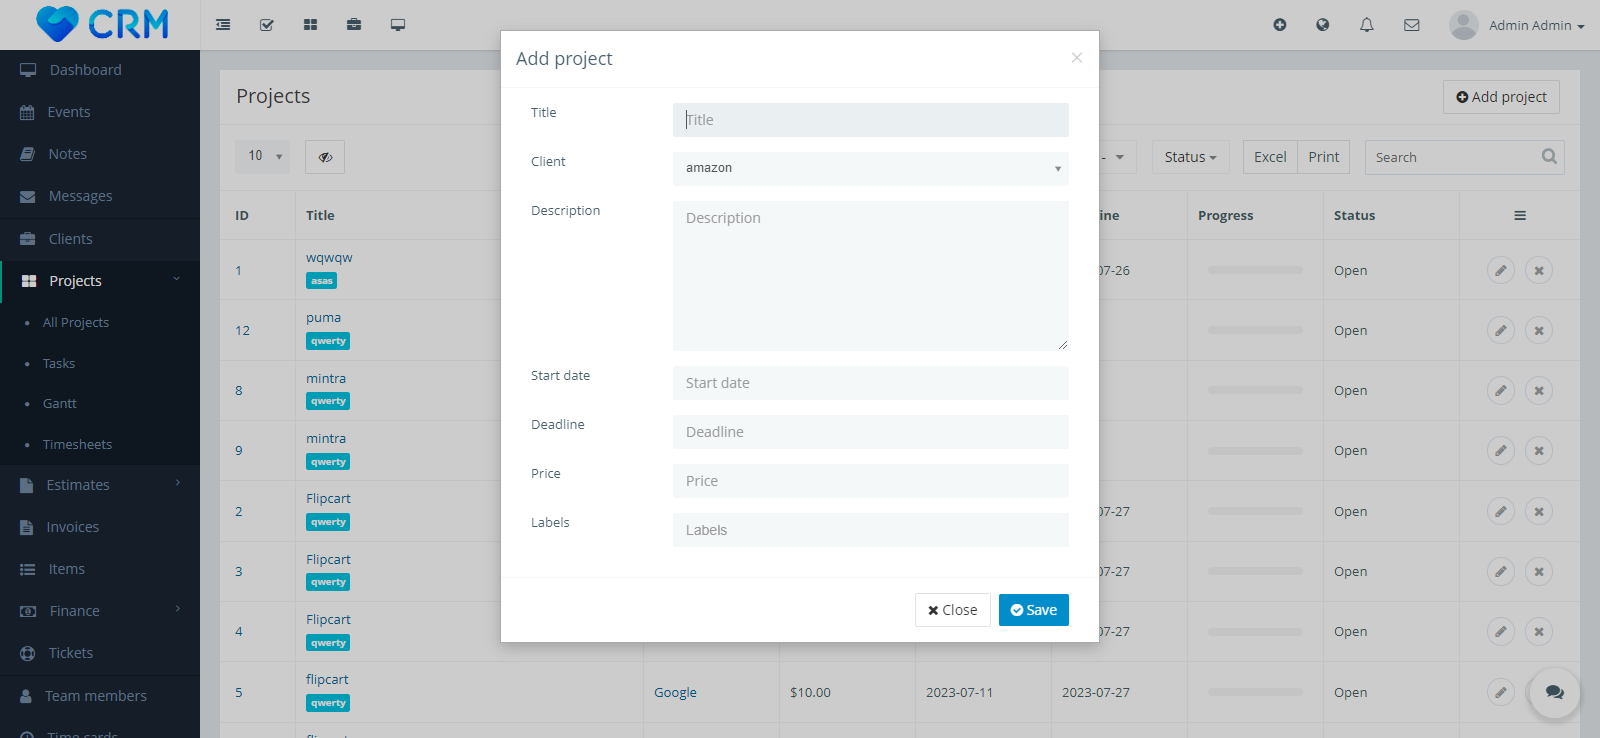 CRM
Admin Admin
Dashboard
Events
Notes
Messages
Clients
Projects
All Projects
Tasks
Gantt
Timesheets
Estimates
Invoices
Items
Finance
Tickets
Team members
Time cards
Projects
Add project
10
-
Status
Excel
Print
Search
ID
Title
ine
Progress
Status
1
wqwqw
asas
07-26
Open
12
puma
qwerty
Open
8
mintra
qwerty
Open
9
mintra
qwerty
Open
2
Flipcart
qwerty
07-27
Open
3
Flipcart
qwerty
07-27
Open
4
Flipcart
qwerty
07-27
Open
5
flipcart
qwerty
Google
$10.00
2023-07-11
2023-07-27
Open
Add project
×
Title
Title
Client
amazon
Description
Description
Start date
Start date
Deadline
Deadline
Price
Price
Labels
Labels
Close
Save